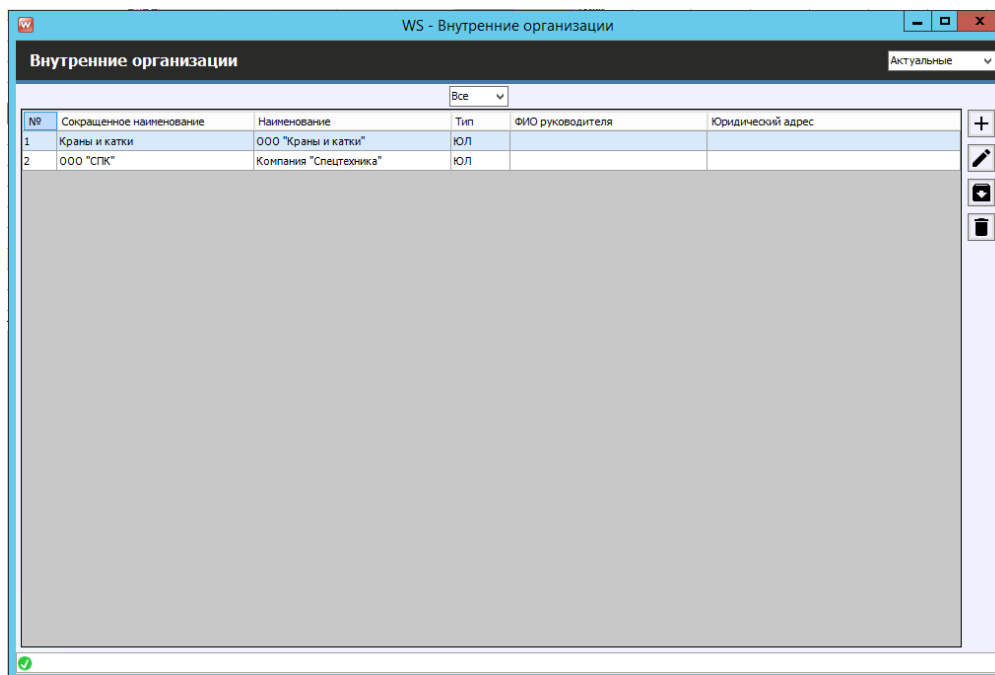 WS - Внутренние организации
Внутренние организации
Актуальные
Все
№ Сокращенное наименование Наименование Тип ФИО руководителя Юридический адрес
1 Краны и катки ООО "Краны и катки" ЮЛ
2 ООО "СПК" Компания "Спецтехника" ЮЛ